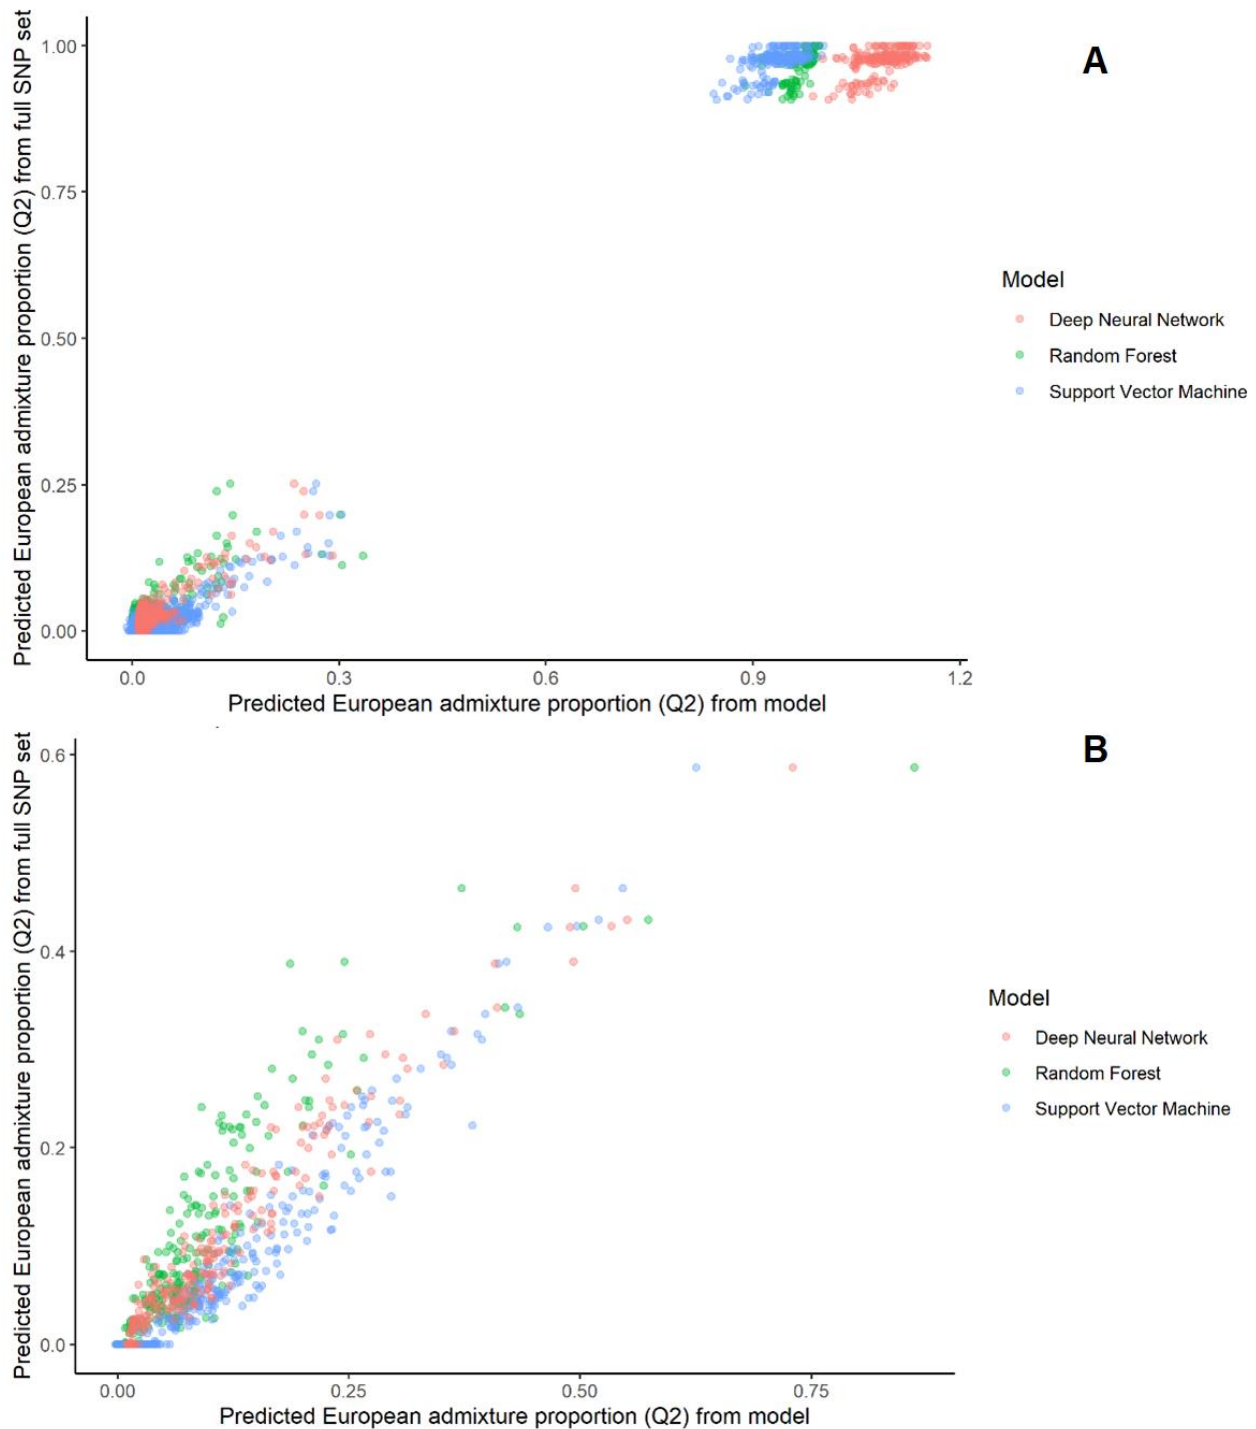 A
Predicted European admixture proportion (Q2) from full SNP set
1.00
0.75
0.50
0.25
0.00
0.0 0.3 0.6 0.9 1.2
Predicted European admixture proportion (Q2) from model
Model
Deep Neural Network
Random Forest
Support Vector Machine
B
Predicted European admixture proportion (Q2) from full SNP set
0.6
0.4
0.2
0.0
0.00 0.25 0.50 0.75
Predicted European admixture proportion (Q2) from model
Model
Deep Neural Network
Random Forest
Support Vector Machine